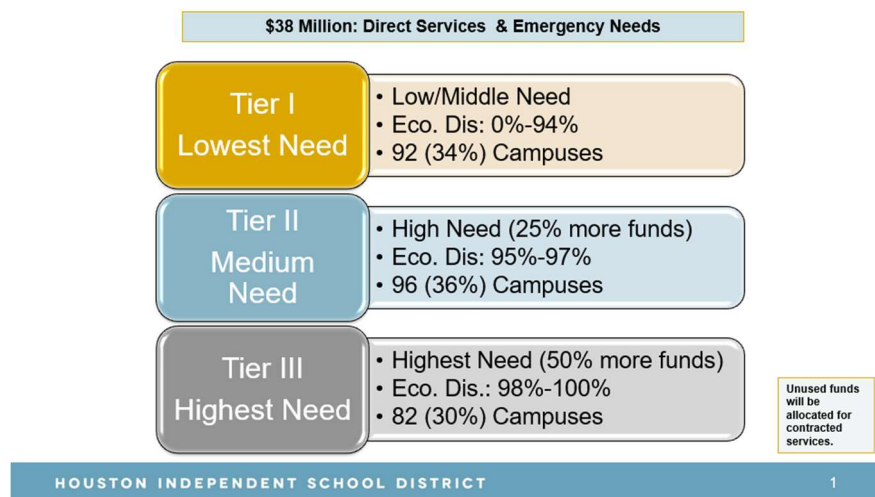 $38 Million: Direct Services & Emergency Needs
Tier I
Lowest Need
• Low/Middle Need
• Eco. Dis: 0%-94%
• 92 (34%) Campuses
Tier II
Medium
Need
• High Need (25% more funds)
• Eco. Dis: 95%-97%
• 96 (36%) Campuses
Tier III
Highest Need
• Highest Need (50% more funds)
• Eco. Dis.: 98%-100%
• 82 (30%) Campuses
Unused funds
will be
allocated for
contracted
services.
HOUSTON INDEPENDENT SCHOOL DISTRICT
1